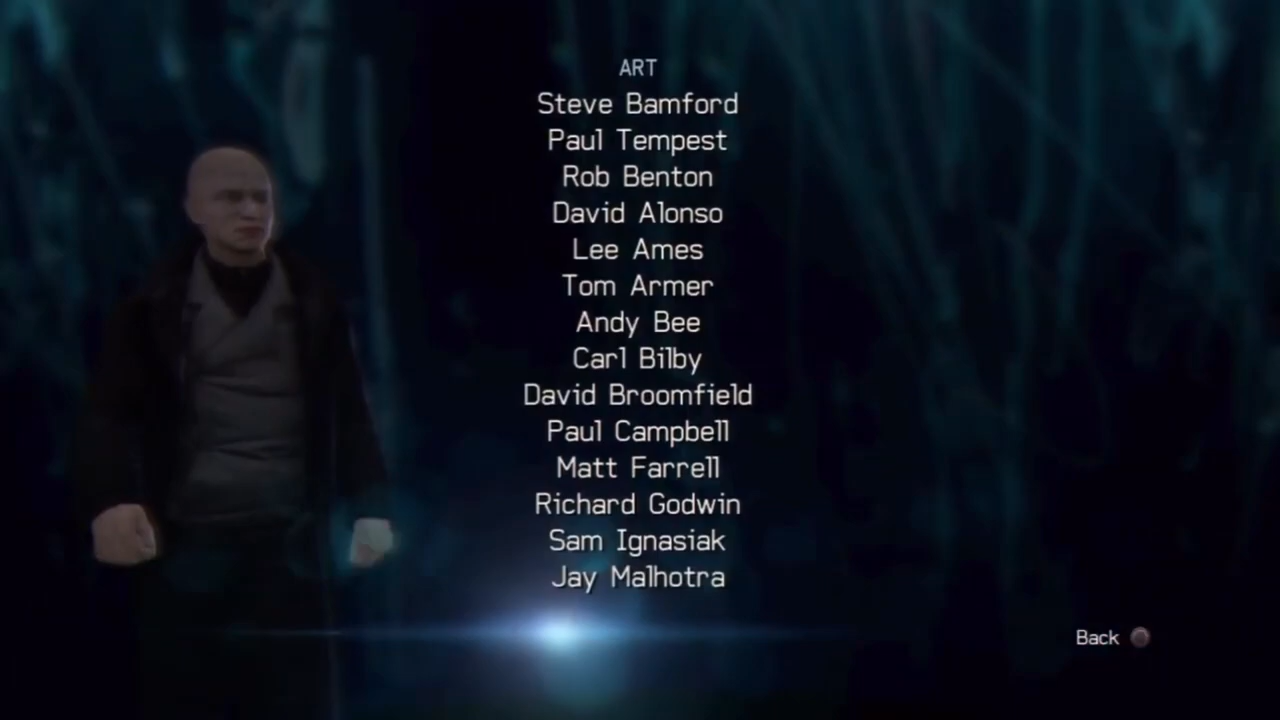 ART
Steve Bamford
Paul Tempest
Rob Benton
David Alonso
Lee Ames
Tom Armer
Andy Bee
Carl Bilby
David Broomfield
Paul Campbell
Matt Farrell
Richard Godwin
Sam Ignasiak
Jay Malhotra
Back